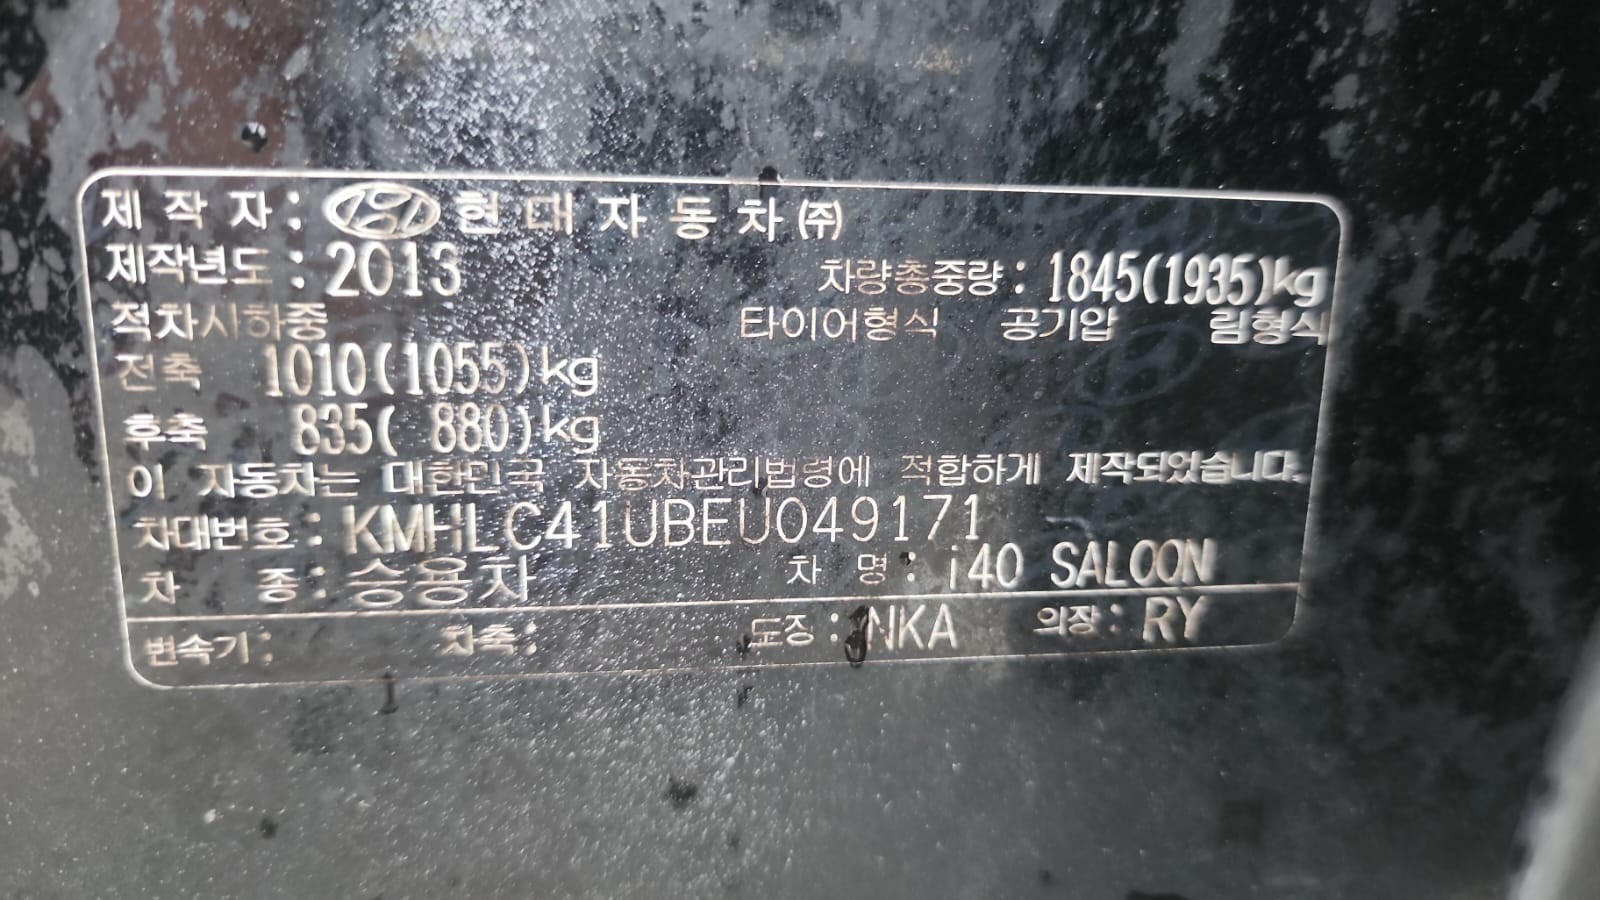 제 작 자 : 현 대 자 동 차 ㈜
제작년도 : 2013 차량총중량 : 1845(1935)kg
적차시하중 타이어형식 공기압 림형식
전축 1010(1055)kg
후축 835( 880)kg
이 자동차는 대한민국 자동차관리법령에 적합하게 제작되었습니다.
차대번호 : KMHLC41UBEU049171
차 종 : 승용차 차 명 : i40 SALOON
변속기 : 차축 : 도장 : NKA 의장 : RY